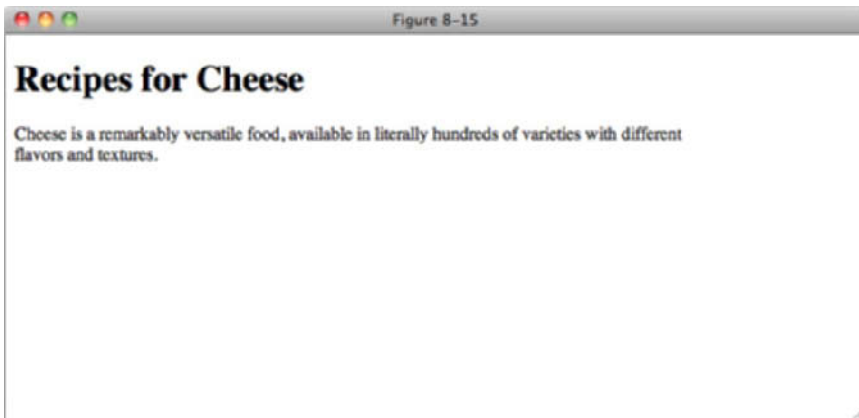 Figure 8–15
Recipes for Cheese
Cheese is a remarkably versatile food, available in literally hundreds of varieties with different
flavors and textures.